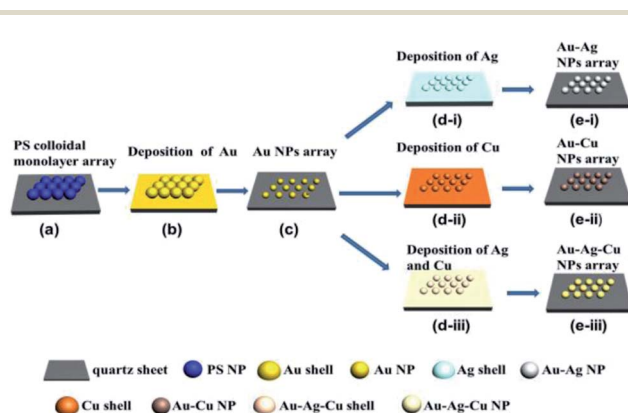 Deposition of Ag
Au-Ag
NPs array
(d-i)
(e-i)
PS colloidal
monolayer array
Deposition of Au
Au NPs array
Deposition of Cu
Au-Cu
NPs array
(a)
(b)
(c)
(d-ii)
(e-ii)
Deposition of Ag
and Cu
Au-Ag-Cu
NPs array
(d-iii)
(e-iii)
quartz sheet
PS NP
Au shell
Au NP
Ag shell
Au-Ag NP
Cu shell
Au-Cu NP
Au-Ag-Cu shell
Au-Ag-Cu NP